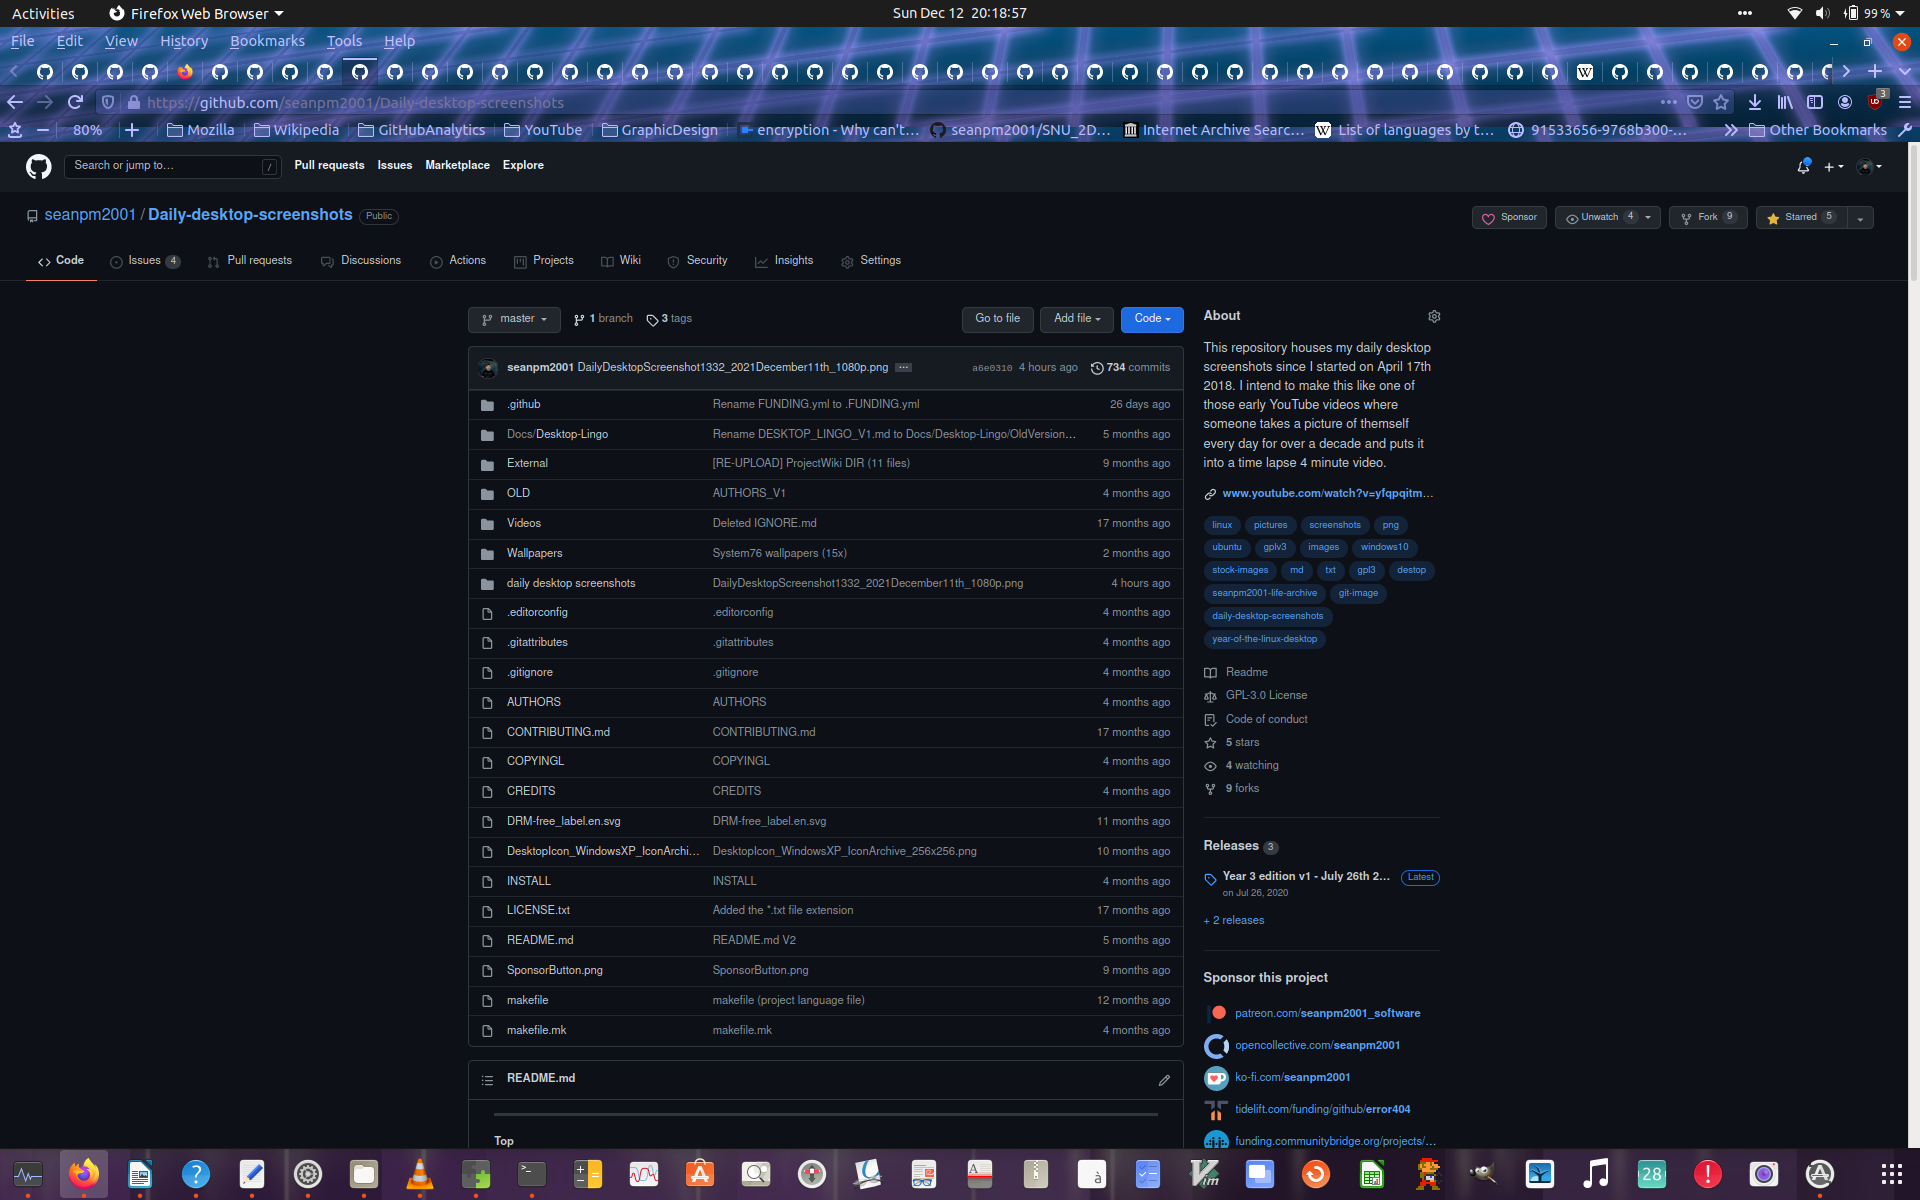 Activities Firefox Web Browser Sun Dec 12 20:18:57 99 %
File Edit View History Bookmarks Tools Help
https://github.com/seanpm2001/Daily-desktop-screenshots 3
80% Mozilla Wikipedia GitHubAnalytics YouTube GraphicDesign encryption - Why can't... seanpm2001/SNU_2D... Internet Archive Searc... List of languages by t... 91533656-9768b300-... Other Bookmarks
Search or jump to... / Pull requests Issues Marketplace Explore
seanpm2001 / Daily-desktop-screenshots Public Sponsor Unwatch 4 Fork 9 Starred 5
Code Issues 4 Pull requests Discussions Actions Projects Wiki Security Insights Settings
master 1 branch 3 tags Go to file Add file Code
seanpm2001 DailyDesktopScreenshot1332_2021December11th_1080p.png ... a6e0310 4 hours ago 734 commits
.github Rename FUNDING.yml to .FUNDING.yml 26 days ago
Docs/Desktop-Lingo Rename DESKTOP_LINGO_V1.md to Docs/Desktop-Lingo/OldVersion... 5 months ago
External [RE-UPLOAD] ProjectWiki DIR (11 files) 9 months ago
OLD AUTHORS_V1 4 months ago
Videos Deleted IGNORE.md 17 months ago
Wallpapers System76 wallpapers (15x) 2 months ago
daily desktop screenshots DailyDesktopScreenshot1332_2021December11th_1080p.png 4 hours ago
.editorconfig .editorconfig 4 months ago
.gitattributes .gitattributes 4 months ago
.gitignore .gitignore 4 months ago
AUTHORS AUTHORS 4 months ago
CONTRIBUTING.md CONTRIBUTING.md 17 months ago
COPYINGL COPYINGL 4 months ago
CREDITS CREDITS 4 months ago
DRM-free_label.en.svg DRM-free_label.en.svg 11 months ago
DesktopIcon_WindowsXP_IconArchi... DesktopIcon_WindowsXP_IconArchive_256x256.png 10 months ago
INSTALL INSTALL 4 months ago
LICENSE.txt Added the *.txt file extension 17 months ago
README.md README.md V2 5 months ago
SponsorButton.png SponsorButton.png 9 months ago
makefile makefile (project language file) 12 months ago
makefile.mk makefile.mk 4 months ago
README.md
Top
About
This repository houses my daily desktop
screenshots since I started on April 17th
2018. I intend to make this like one of
those early YouTube videos where
someone takes a picture of themself
every day for over a decade and puts it
into a time lapse 4 minute video.
www.youtube.com/watch?v=yfqpqitm...
linux pictures screenshots png
ubuntu gplv3 images windows10
stock-images md txt gpl3 destop
seanpm2001-life-archive git-image
daily-desktop-screenshots
year-of-the-linux-desktop
Readme
GPL-3.0 License
Code of conduct
5 stars
4 watching
9 forks
Releases 3
Year 3 edition v1 - July 26th 2... Latest
on Jul 26, 2020
+ 2 releases
Sponsor this project
patreon.com/seanpm2001_software
opencollective.com/seanpm2001
ko-fi.com/seanpm2001
tidelift.com/funding/github/error404
funding.communitybridge.org/projects/...
28